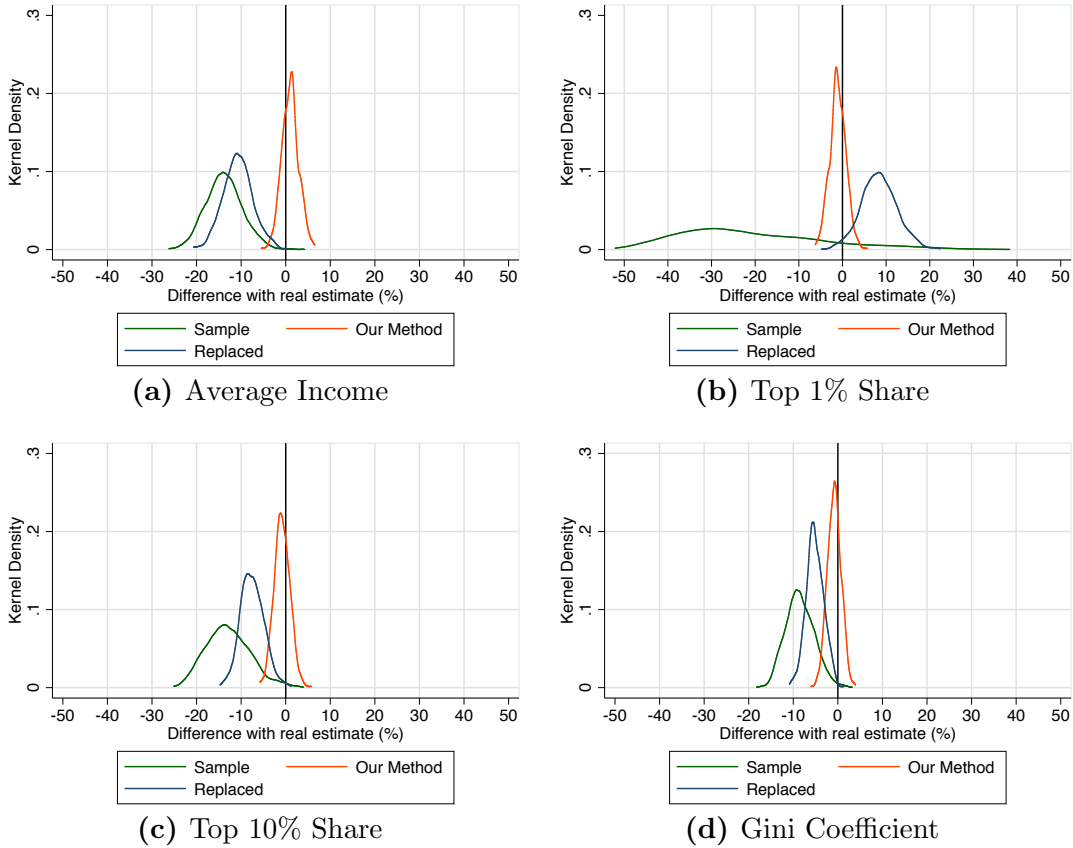 .3
.2
.1
0
Kernel Density
-50 -40 -30 -20 -10 0 10 20 30 40 50
Difference with real estimate (%)
Sample Our Method
Replaced
(a) Average Income
.3
.2
.1
0
Kernel Density
-50 -40 -30 -20 -10 0 10 20 30 40 50
Difference with real estimate (%)
Sample Our Method
Replaced
(b) Top 1% Share
.3
.2
.1
0
Kernel Density
-50 -40 -30 -20 -10 0 10 20 30 40 50
Difference with real estimate (%)
Sample Our Method
Replaced
(c) Top 10% Share
.3
.2
.1
0
Kernel Density
-50 -40 -30 -20 -10 0 10 20 30 40 50
Difference with real estimate (%)
Sample Our Method
Replaced
(d) Gini Coefficient